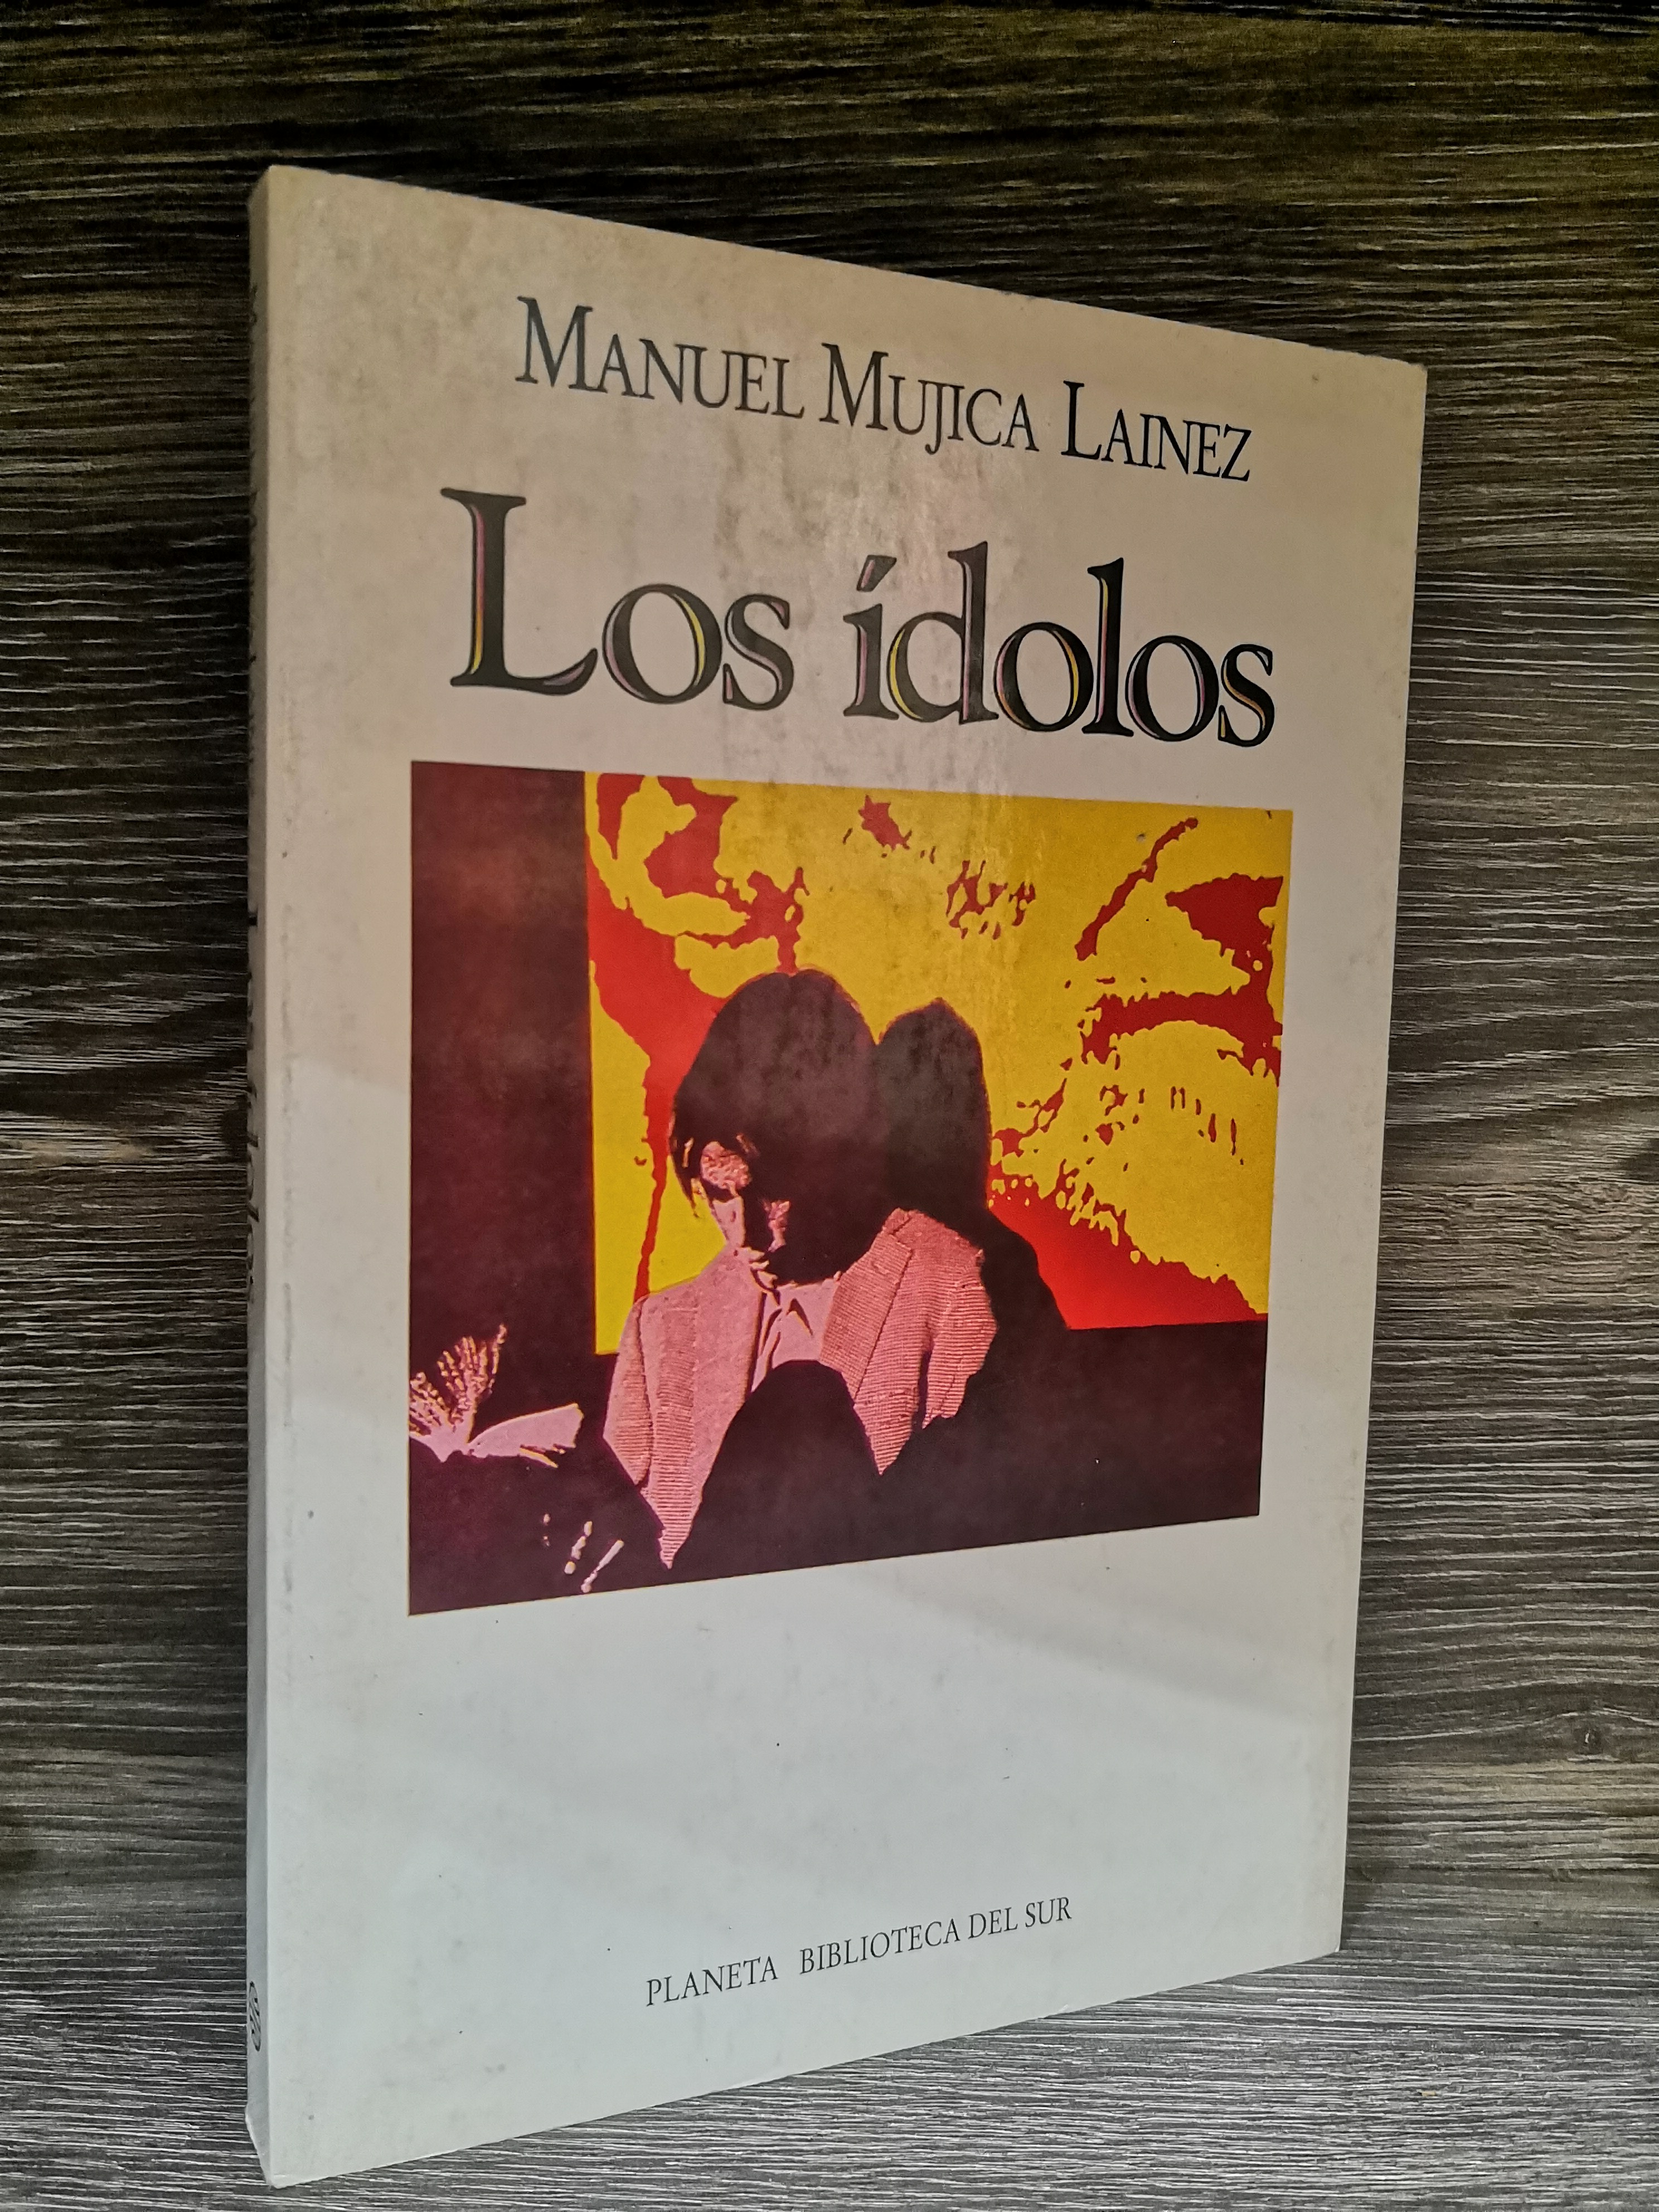 MANUEL MUJICA LAINEZ
Los ídolos
PLANETA BIBLIOTECA DEL SUR